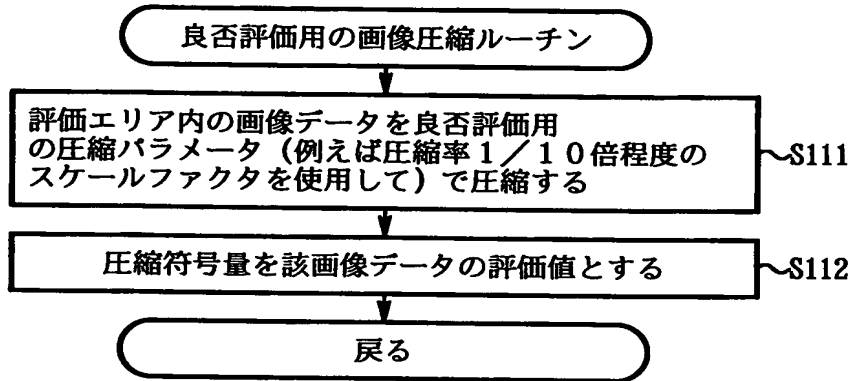 良否評価用の画像圧縮ルーチン
評価エリア内の画像データを良否評価用
の圧縮パラメータ（例えば圧縮率１／１０倍程度の
スケールファクタを使用して）で圧縮する
S111
圧縮符号量を該画像データの評価値とする
S112
戻る